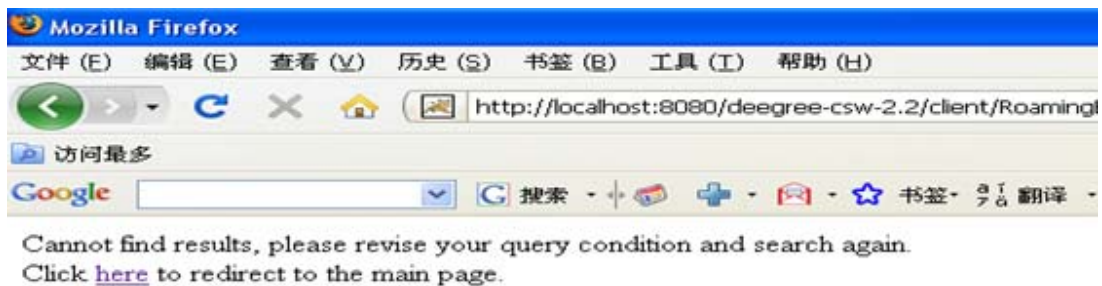 Mozilla Firefox
文件 (F) 编辑 (E) 查看 (V) 历史 (S) 书签 (B) 工具 (T) 帮助 (H)
http://localhost:8080/deegree-csw-2.2/client/Roaming
访问最多
Google G 搜索 书签 翻译
Cannot find results, please revise your query condition and search again.
Click here to redirect to the main page.